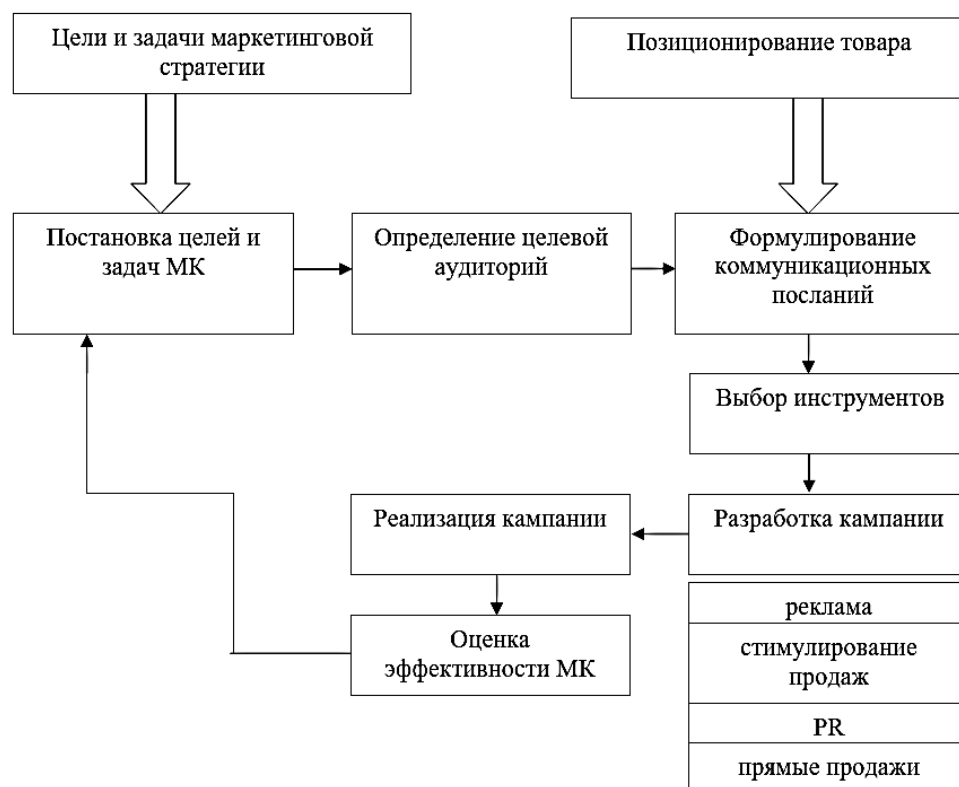 Цели и задачи маркетинговой
стратегии
Позиционирование товара
Постановка целей и
задач МК
Определение целевой
аудиторий
Формулирование
коммуникационных
посланий
Выбор инструментов
Реализация кампании
Разработка кампании
реклама
Оценка
эффективности МК
стимулирование
продаж
PR
прямые продажи